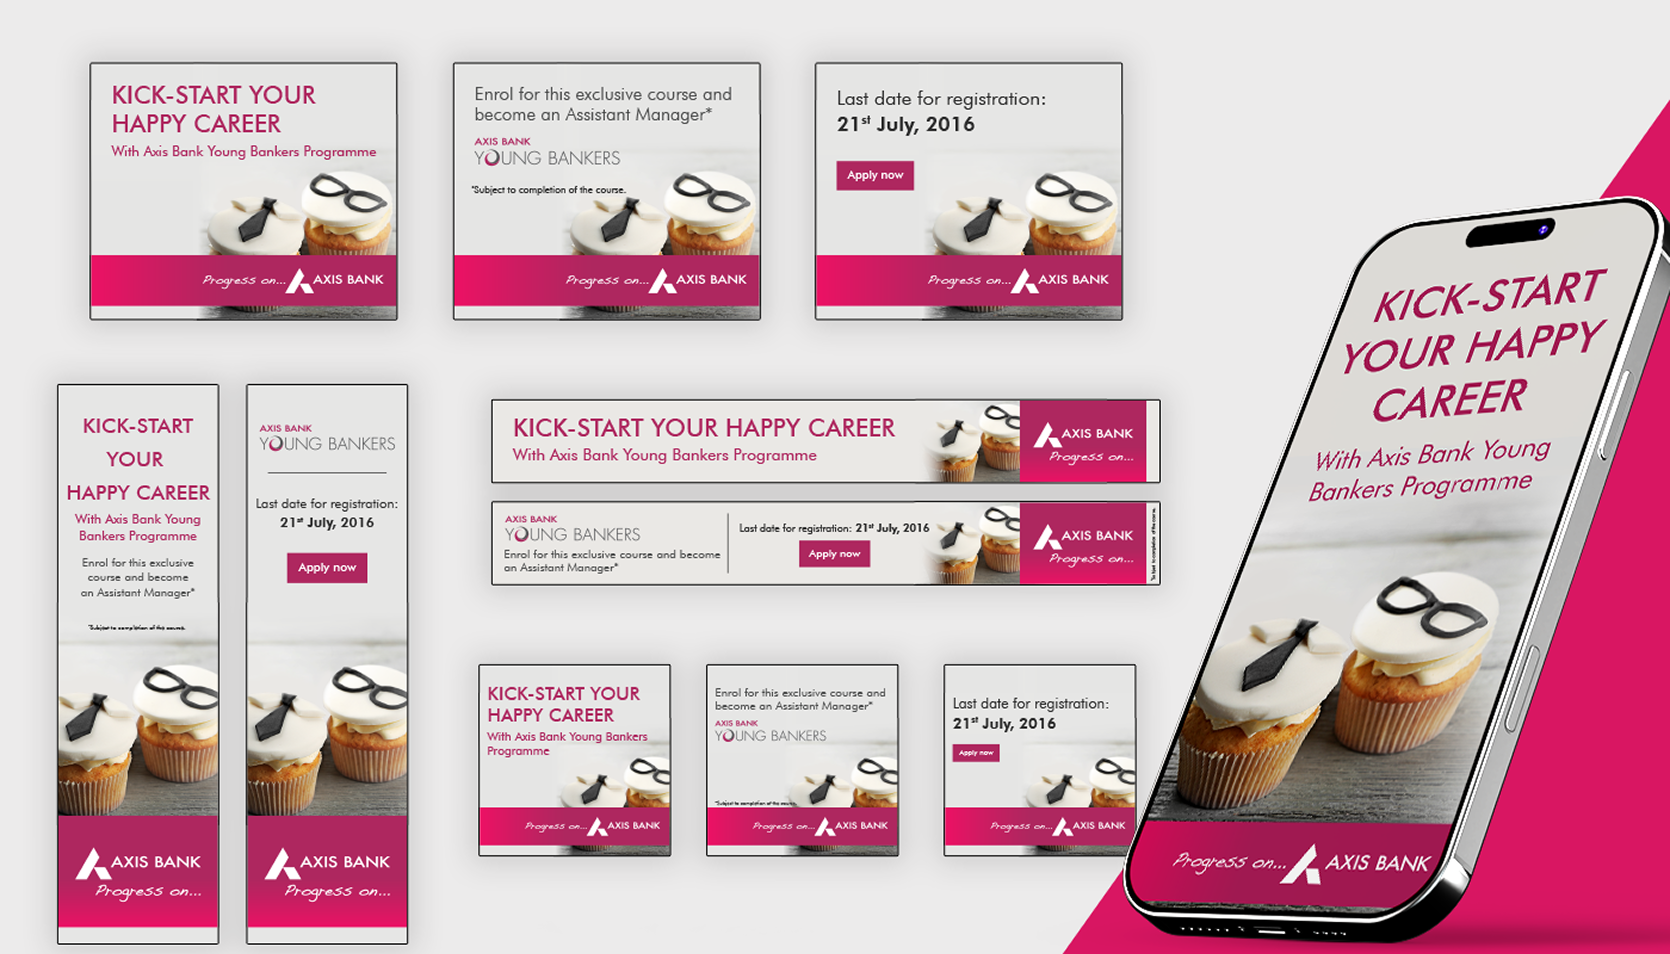 KICK-START YOUR
HAPPY CAREER
With Axis Bank Young Bankers Programme
Progress on... AXIS BANK
Enrol for this exclusive course and
become an Assistant Manager*
AXIS BANK
YOUNG BANKERS
*Subject to completion of the course.
Progress on... AXIS BANK
Last date for registration:
21st July, 2016
Apply now
Progress on... AXIS BANK
KICK-START
YOUR
HAPPY CAREER
With Axis Bank Young
Bankers Programme
Enrol for this exclusive
course and become
an Assistant Manager*
*Subject to completion of the course.
AXIS BANK
Progress on...
AXIS BANK
YOUNG BANKERS
Last date for registration:
21st July, 2016
Apply now
AXIS BANK
Progress on...
KICK-START YOUR HAPPY CAREER
With Axis Bank Young Bankers Programme
AXIS BANK
Progress on...
AXIS BANK
YOUNG BANKERS
Enrol for this exclusive course and become
an Assistant Manager*
Last date for registration: 21st July, 2016
Apply now
AXIS BANK
Progress on...
*Subject to completion of the course.
KICK-START YOUR
HAPPY CAREER
With Axis Bank Young Bankers
Programme
Progress on... AXIS BANK
Enrol for this exclusive course and
become an Assistant Manager*
AXIS BANK
YOUNG BANKERS
*Subject to completion of the course.
Progress on... AXIS BANK
Last date for registration:
21st July, 2016
Apply now
Progress on... AXIS BANK
KICK-START
YOUR HAPPY
CAREER
With Axis Bank Young
Bankers Programme
Progress on... AXIS BANK